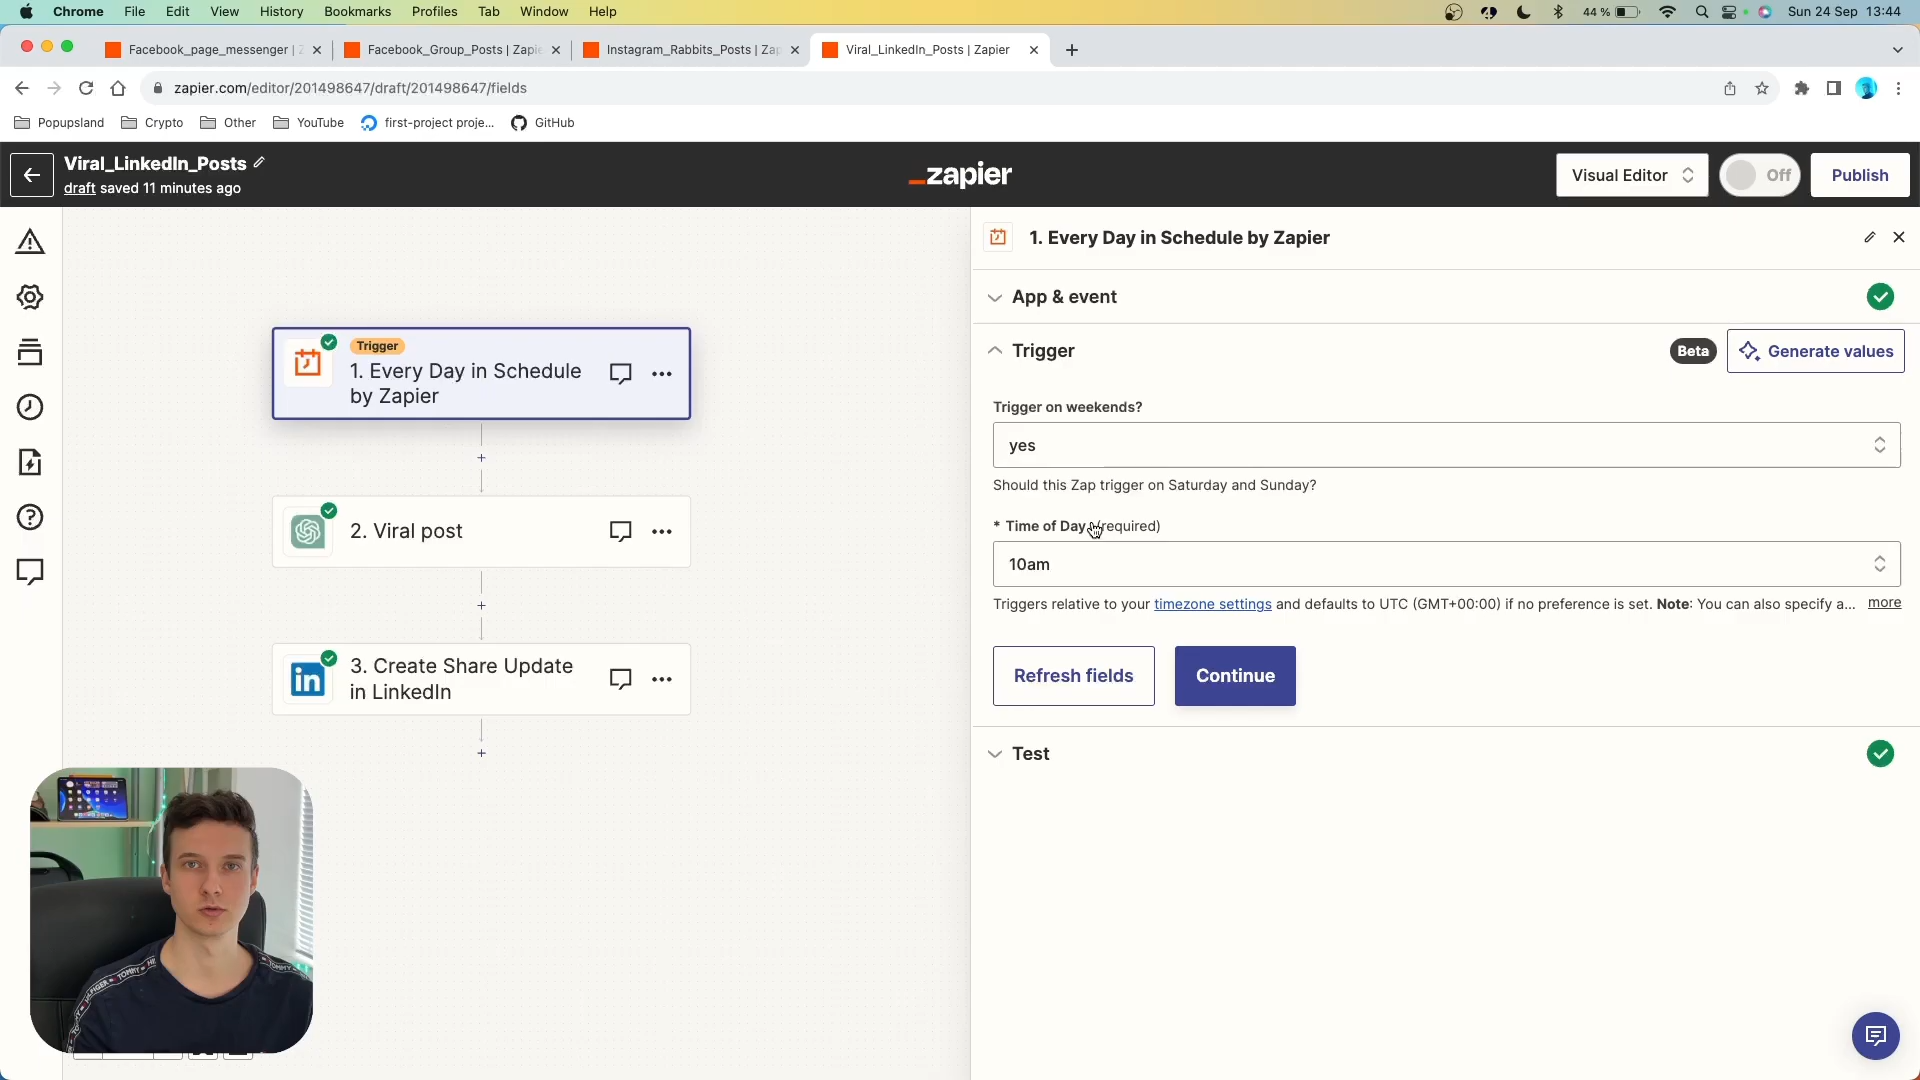 Chrome File Edit View History Bookmarks Profiles Tab Window Help 44 % Sun 24 Sep 13:44
Facebook_page_messenger | Facebook_Group_Posts | Zapie Instagram_Rabbits_Posts | Zap Viral_LinkedIn_Posts | Zapier
zapier.com/editor/201498647/draft/201498647/fields
Popupsland Crypto Other YouTube first-project proje... GitHub
Viral_LinkedIn_Posts
draft saved 11 minutes ago
_zapier
Visual Editor Off Publish
1. Every Day in Schedule by Zapier
App & event
Trigger
1. Every Day in Schedule
by Zapier
2. Viral post
3. Create Share Update
in LinkedIn
Trigger Beta Generate values
Trigger on weekends?
yes
Should this Zap trigger on Saturday and Sunday?
* Time of Day (required)
10am
Triggers relative to your timezone settings and defaults to UTC (GMT+00:00) if no preference is set. Note: You can also specify a... more
Refresh fields Continue
Test